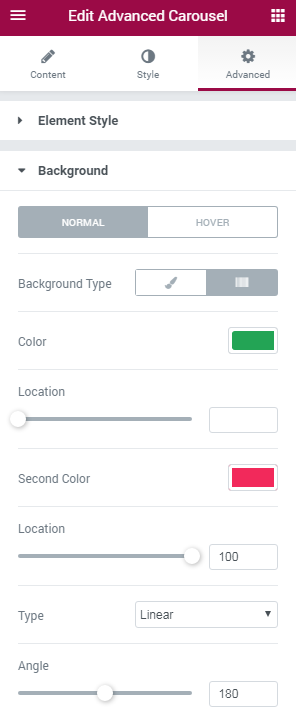 Edit Advanced Carousel
Content Style Advanced
Element Style
Background
NORMAL HOVER
Background Type
Color
Location
Second Color
Location
100
Type Linear
Angle
180